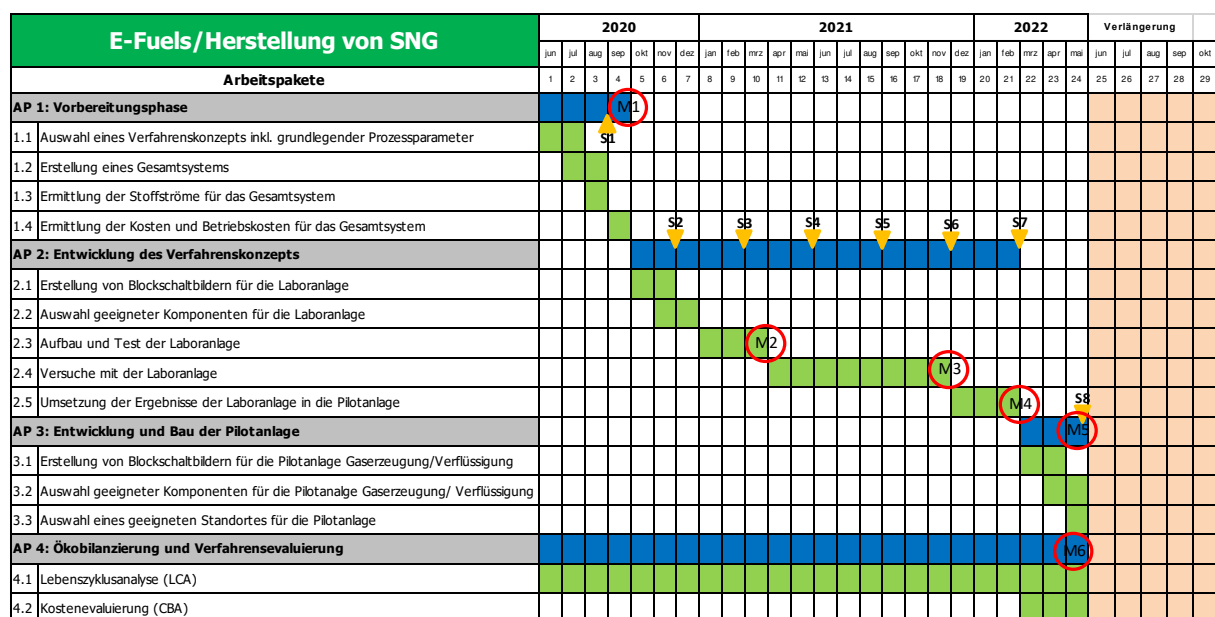 E-Fuels/Herstellung von SNG
2020 2021 2022 Verlängerung
jun jul aug sep okt nov dez jan feb mrz apr mai jun jul aug sep okt nov dez jan feb mrz apr mai jun jul aug sep okt
Arbeitspakete 1 2 3 4 5 6 7 8 9 10 11 12 13 14 15 16 17 18 19 20 21 22 23 24 25 26 27 28 29
AP 1: Vorbereitungsphase M1
1.1 Auswahl eines Verfahrenskonzepts inkl. grundlegender Prozessparameter S1
1.2 Erstellung eines Gesamtsystems
1.3 Ermittlung der Stoffströme für das Gesamtsystem
1.4 Ermittlung der Kosten und Betriebskosten für das Gesamtsystem S2 S3 S4 S5 S6 S7
AP 2: Entwicklung des Verfahrenskonzepts
2.1 Erstellung von Blockschaltbildern für die Laboranlage
2.2 Auswahl geeigneter Komponenten für die Laboranlage
2.3 Aufbau und Test der Laboranlage M2
2.4 Versuche mit der Laboranlage M3
2.5 Umsetzung der Ergebnisse der Laboranlage in die Pilotanlage M4 S8
AP 3: Entwicklung und Bau der Pilotanlage M5
3.1 Erstellung von Blockschaltbildern für die Pilotanlage Gaserzeugung/Verflüssigung
3.2 Auswahl geeigneter Komponenten für die Pilotanalge Gaserzeugung/ Verflüssigung
3.3 Auswahl eines geeigneten Standortes für die Pilotanlage
AP 4: Ökobilanzierung und Verfahrensevaluierung M6
4.1 Lebenszyklusanalyse (LCA)
4.2 Kostenevaluierung (CBA)